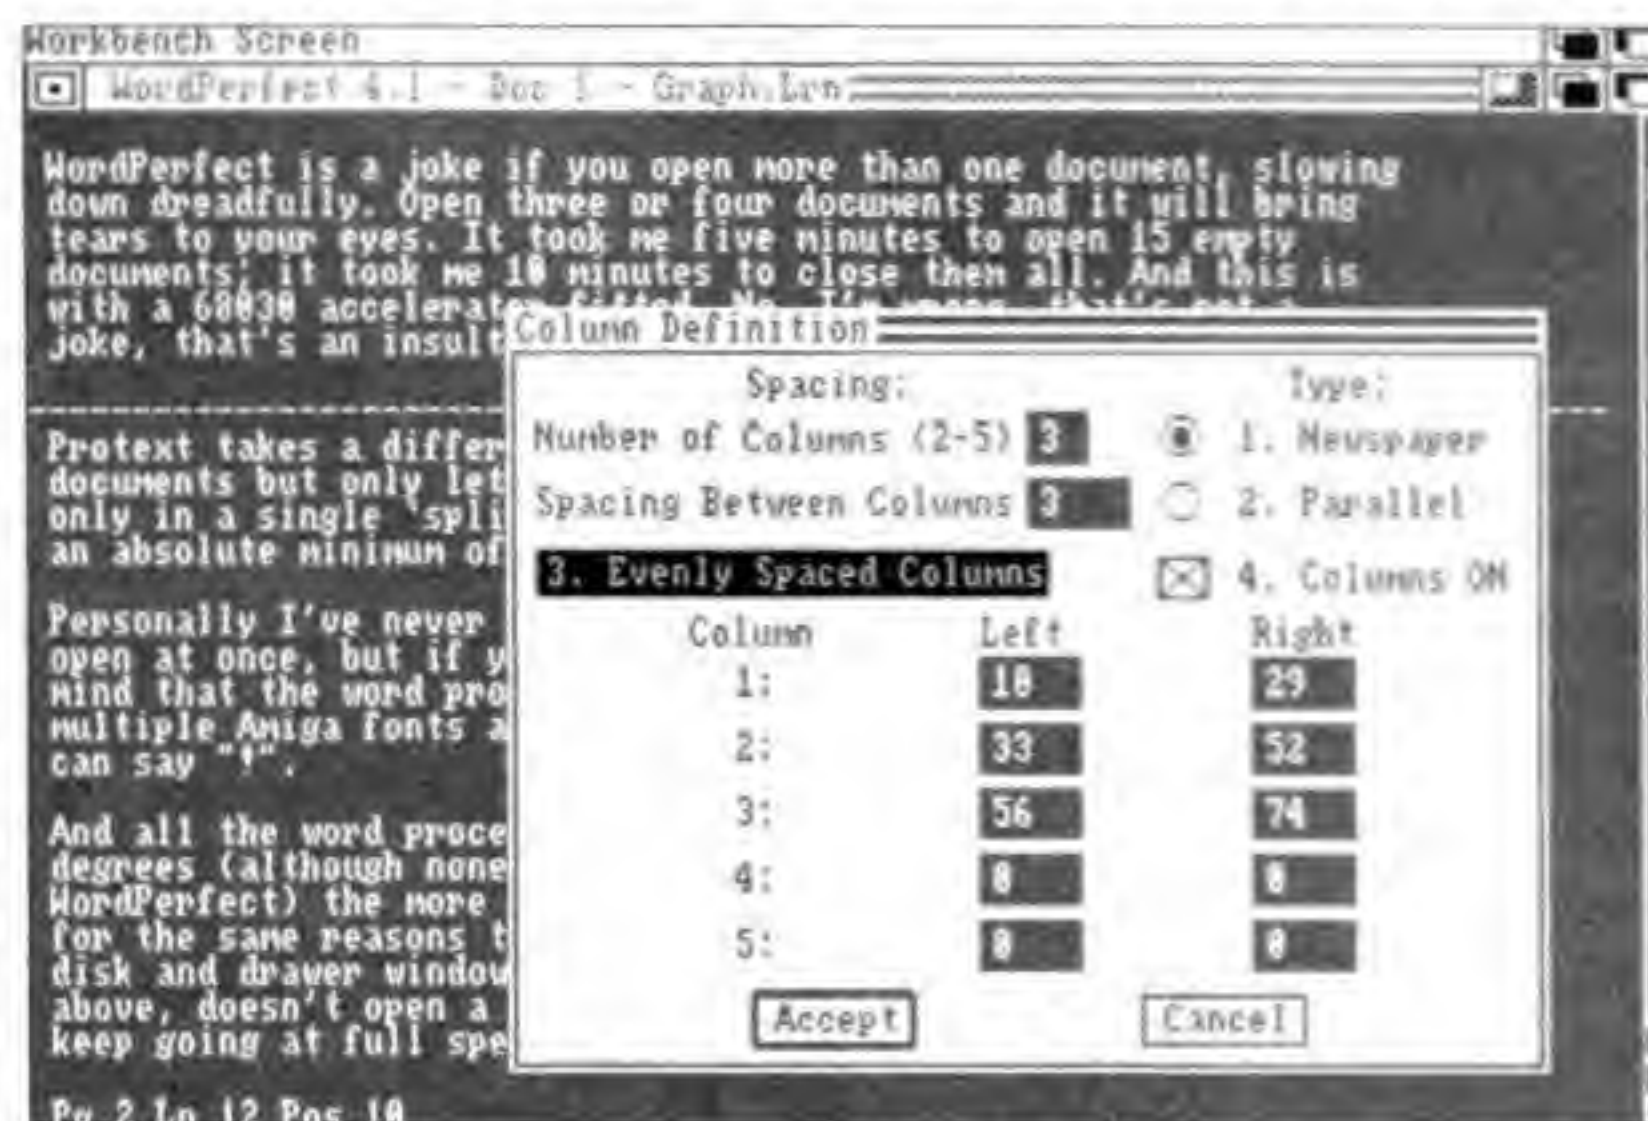 Workbench Screen
WordPerfect 4.1 - Doc 1 - Graph.Lrn
WordPerfect is a joke if you open more than one document, slowing
down dreadfully. Open three or four documents and it will bring
tears to your eyes. It took me five minutes to open 15 empty
documents; it took me 10 minutes to close them all. And this is
with a 68030 accelerator fitted. No, I'm wrong, that's not a
joke, that's an insult
Protext takes a differ
documents but only let
only in a single 'spli
an absolute minimum of
Personally I've never
open at once, but if y
mind that the word pro
multiple Amiga fonts a
can say "!".
And all the word proce
degrees (although none
WordPerfect) the more
for the same reasons t
disk and drawer window
above, doesn't open a
keep going at full spe
Pg 2 Ln 12 Pos 10
Column Definition
Spacing: Type:
Number of Columns (2-5) 3 1. Newspaper
Spacing Between Columns 3 2. Parallel
3. Evenly Spaced Columns 4. Columns ON
Column Left Right
1: 10 29
2: 33 52
3: 56 74
4: 0 0
5: 0 0
Accept Cancel